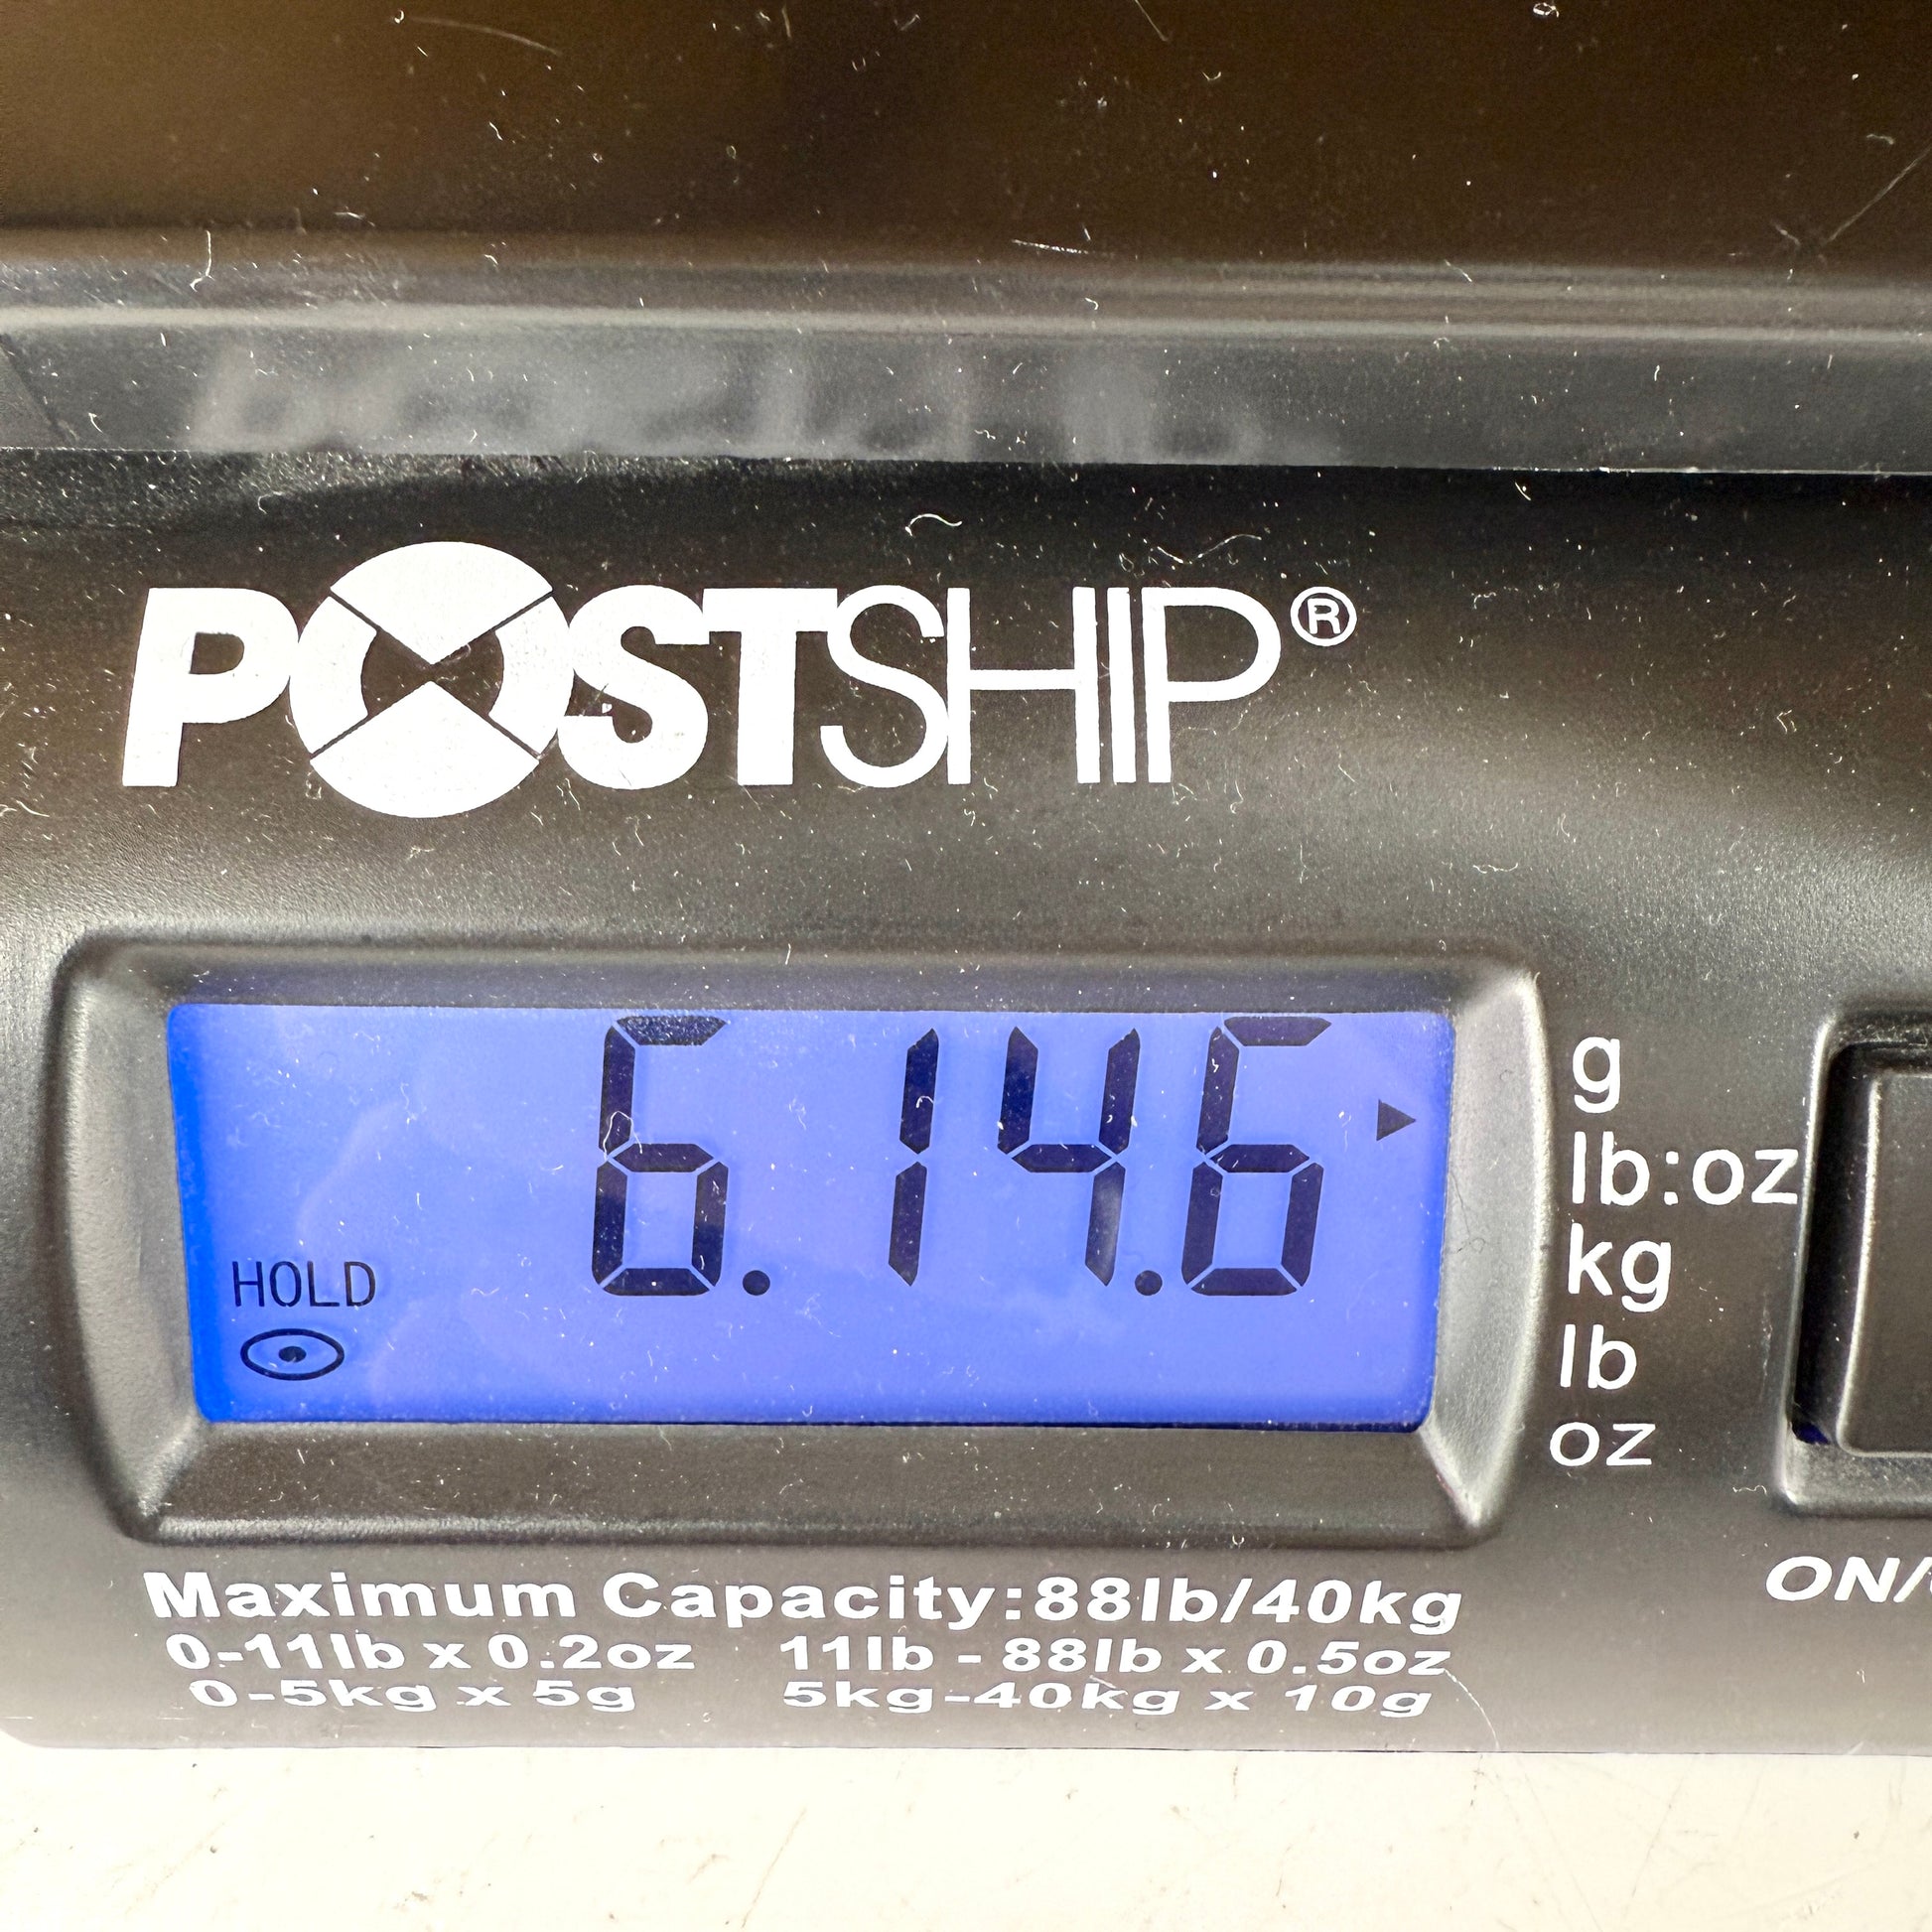 POSTSHIP®
6.14.6
HOLD
g
lb:oz
kg
lb
oz
ON/
Maximum Capacity:88lb/40kg
0-11lb x 0.2oz 11lb - 88lb x 0.5oz
0-5kg x 5g 5kg-40kg x 10g